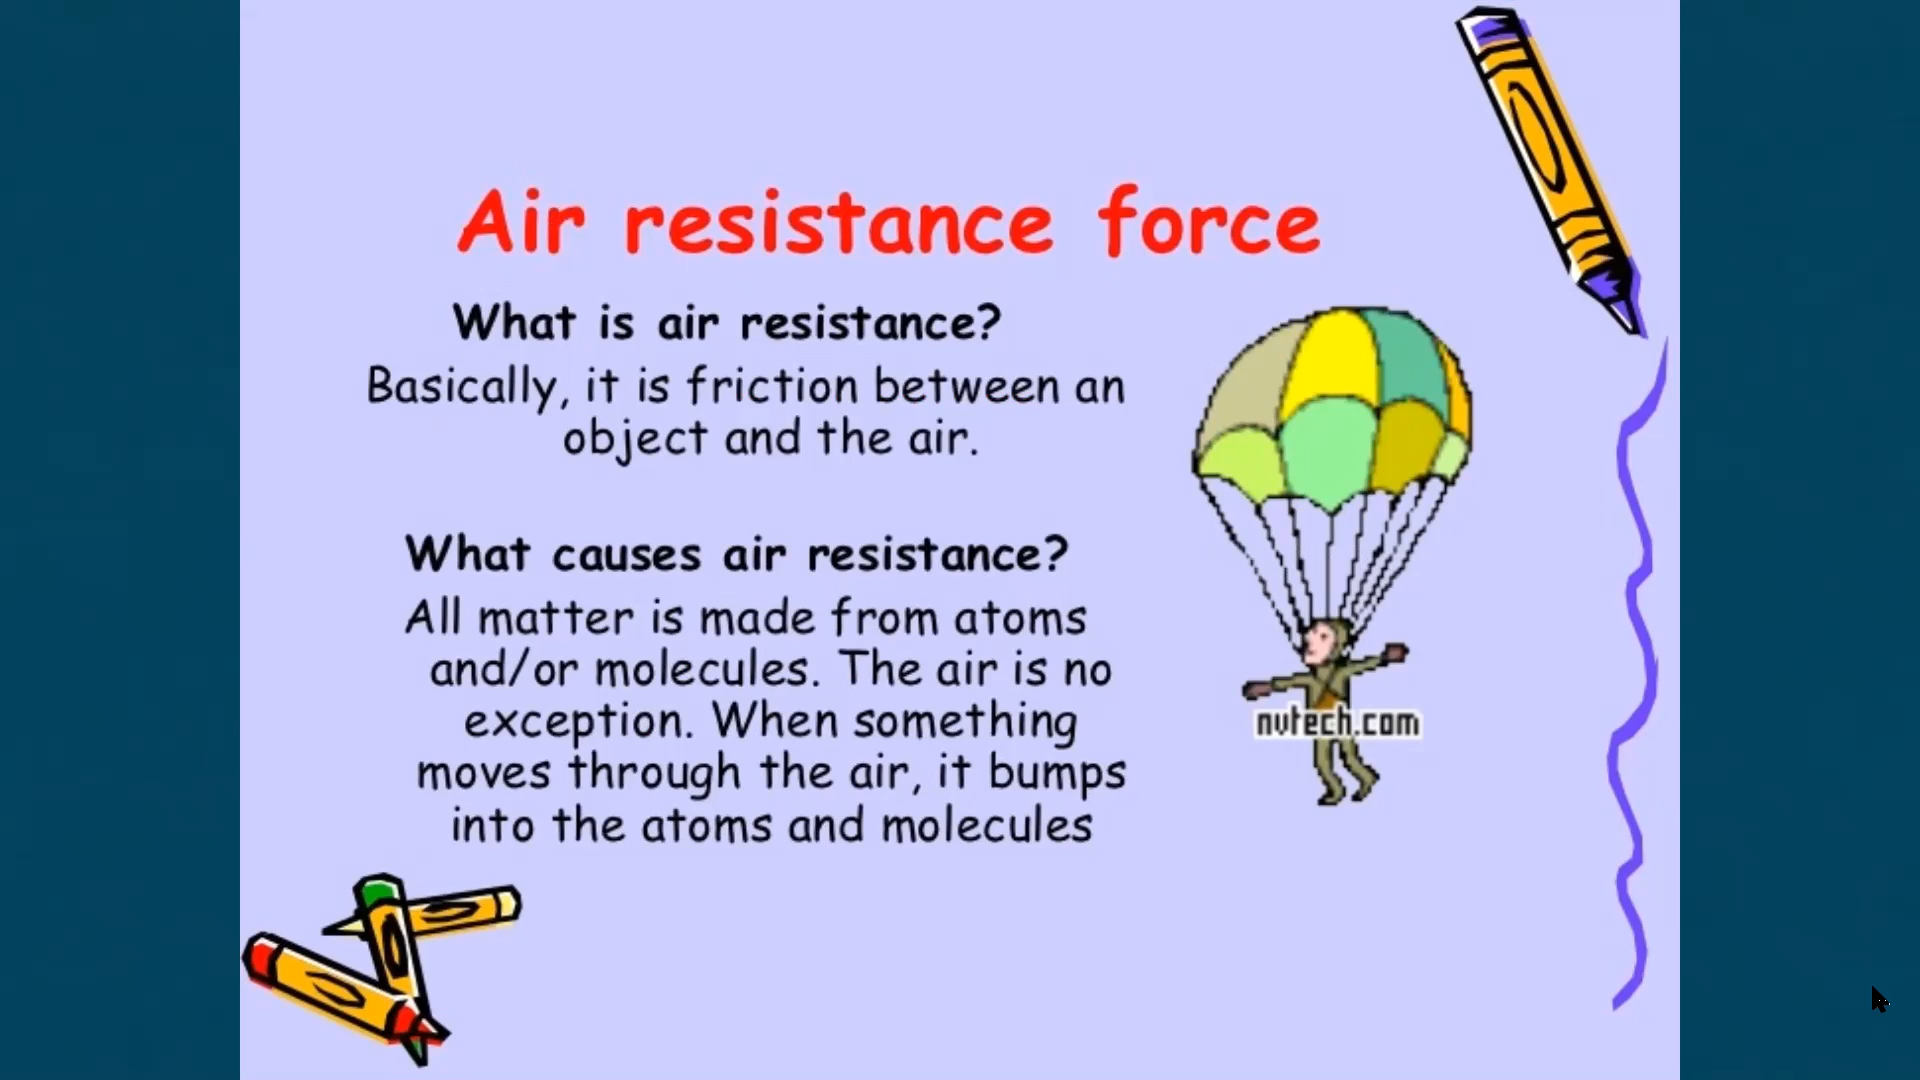 Air resistance force
What is air resistance?
Basically, it is friction between an
object and the air.
What causes air resistance?
All matter is made from atoms
and/or molecules. The air is no
exception. When something
moves through the air, it bumps
into the atoms and molecules
nvtech.com